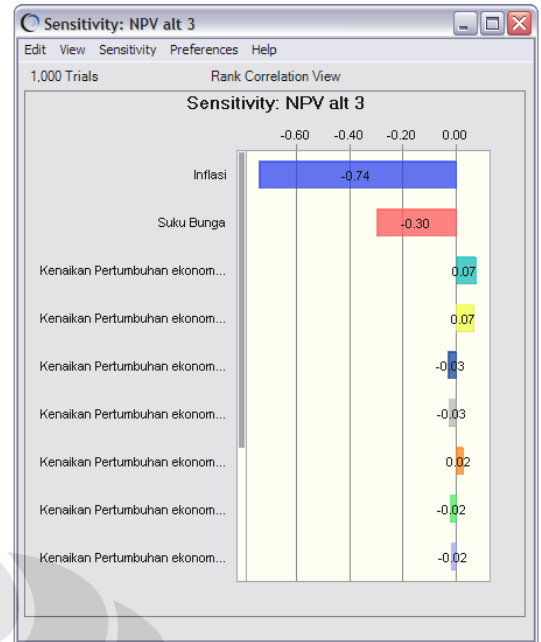 Sensitivity: NPV alt 3
Edit View Sensitivity Preferences Help
1,000 Trials Rank Correlation View
Sensitivity: NPV alt 3
-0.60 -0.40 -0.20 0.00
Inflasi -0.74
Suku Bunga -0.30
Kenaikan Pertumbuhan ekonom... 0.07
Kenaikan Pertumbuhan ekonom... 0.07
Kenaikan Pertumbuhan ekonom... -0.03
Kenaikan Pertumbuhan ekonom... -0.03
Kenaikan Pertumbuhan ekonom... 0.02
Kenaikan Pertumbuhan ekonom... -0.02
Kenaikan Pertumbuhan ekonom... -0.02